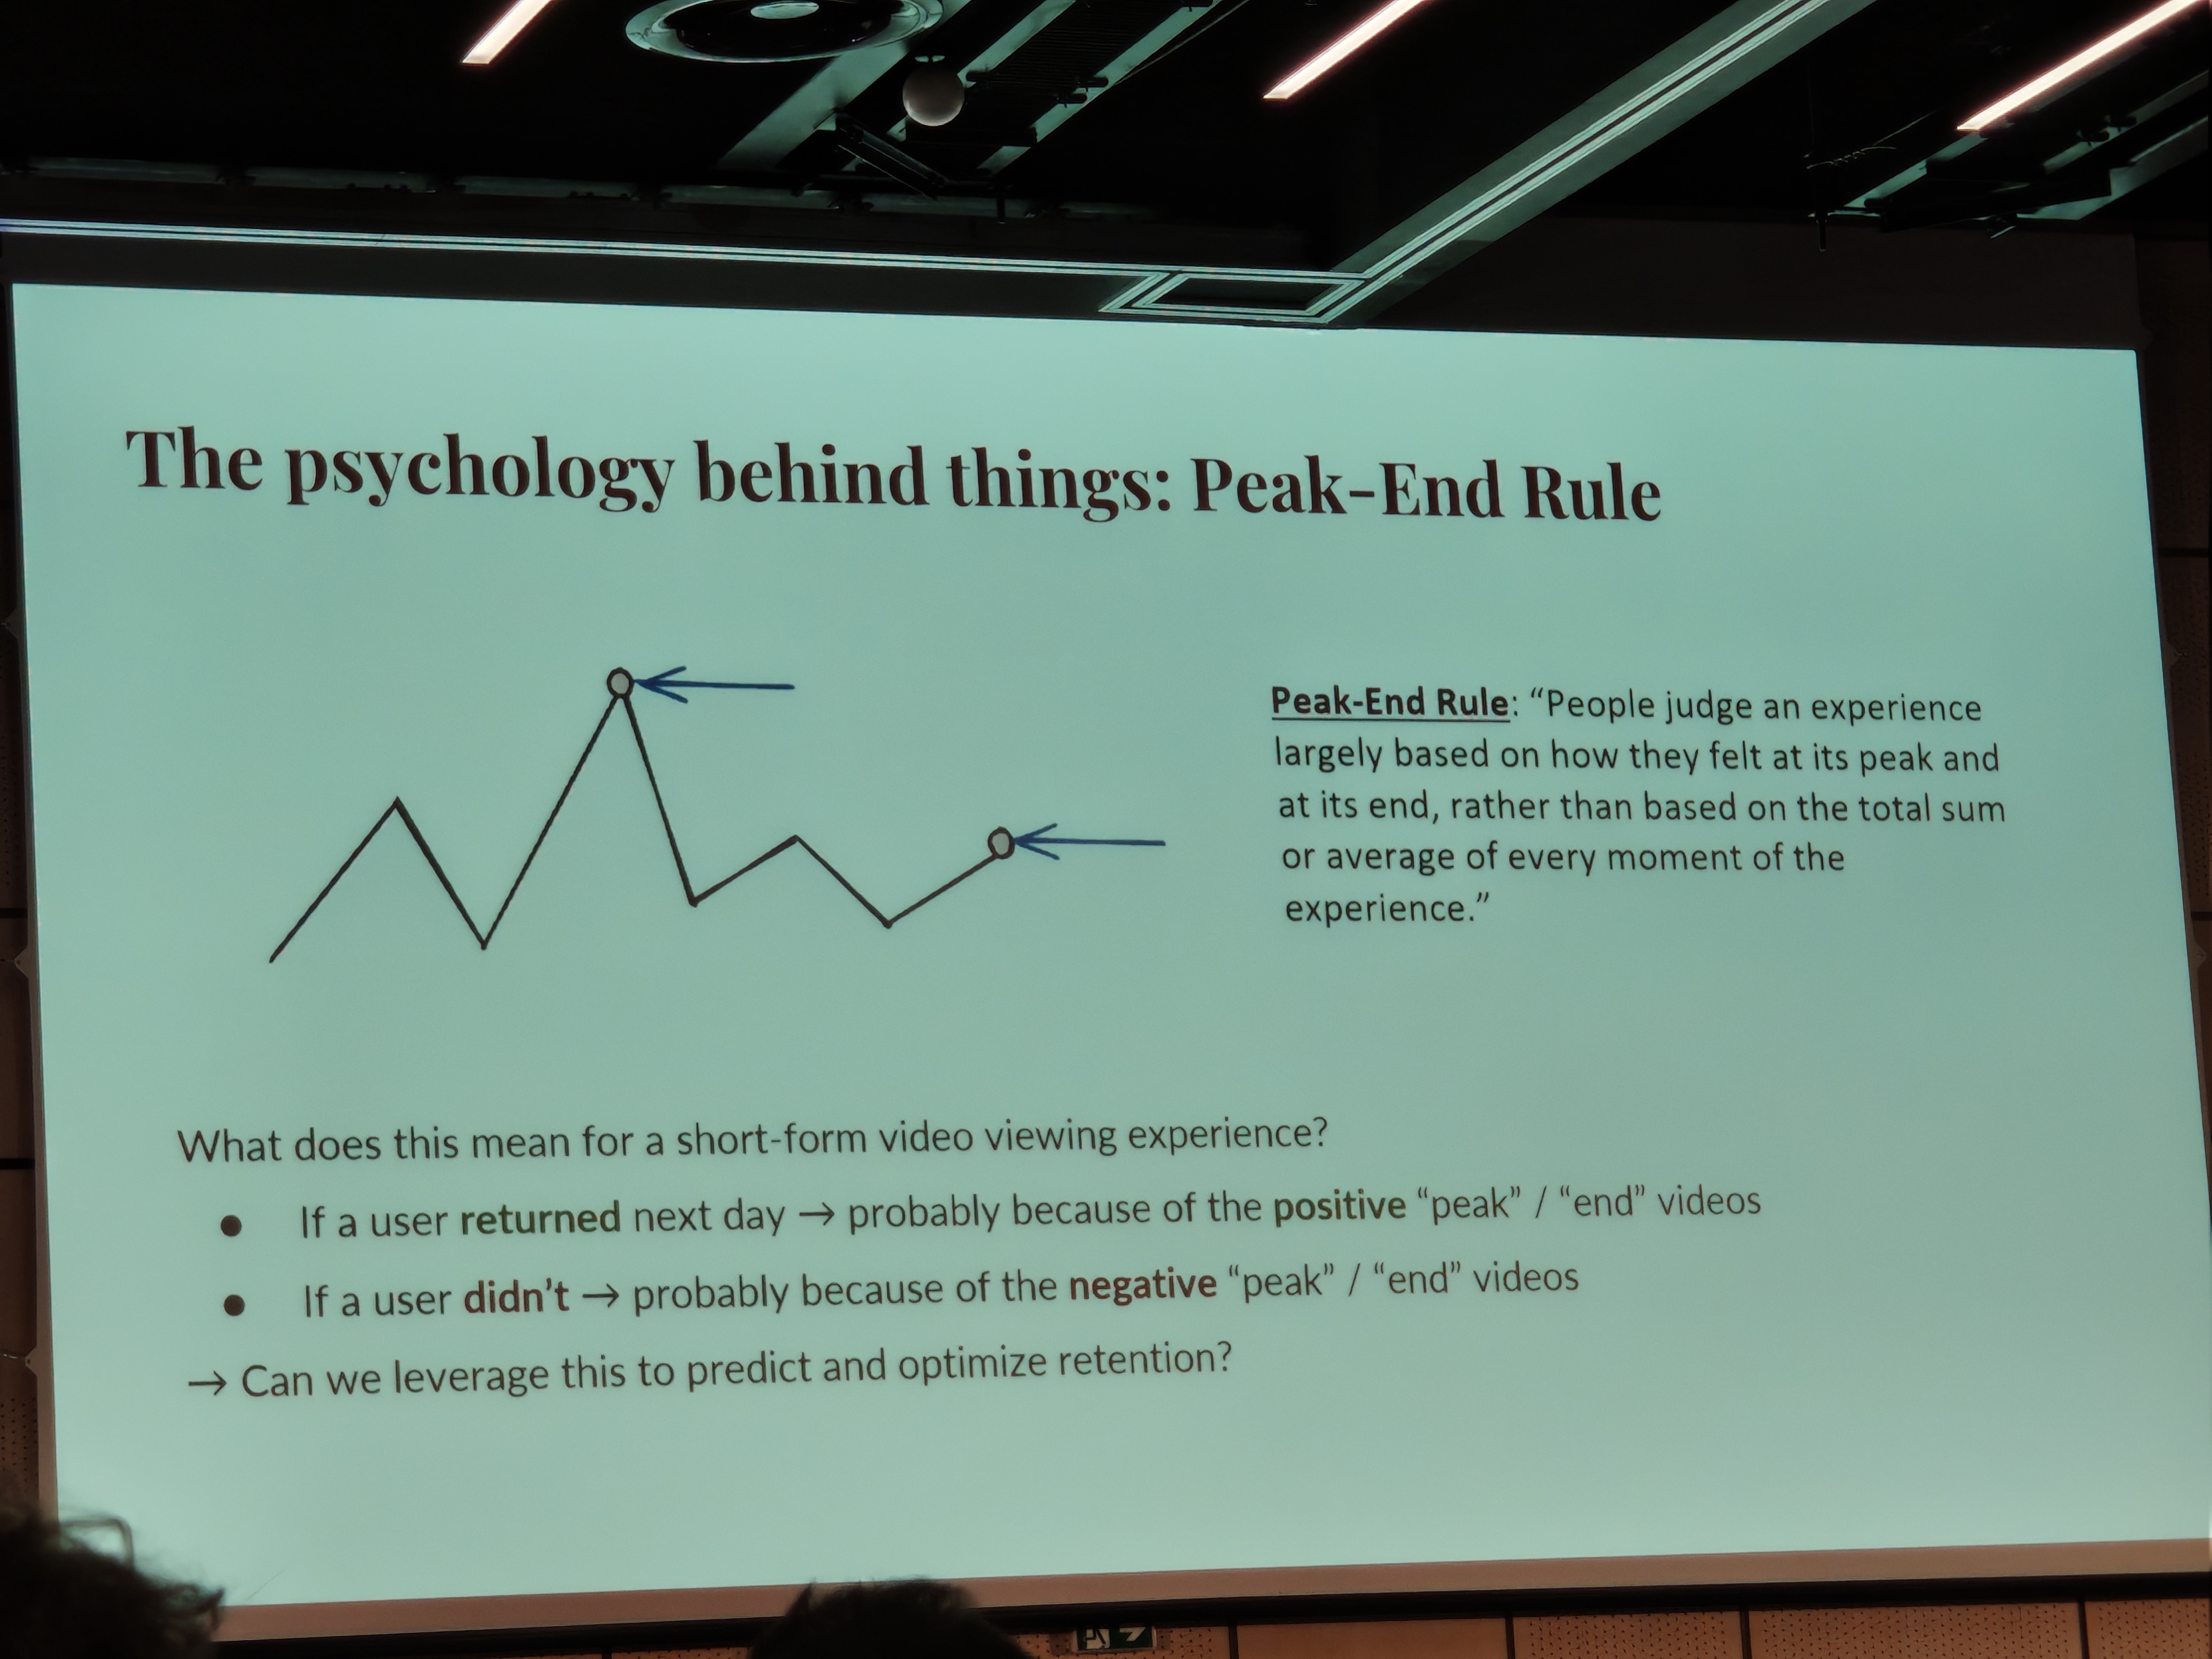 The psychology behind things: Peak-End Rule
Peak-End Rule: “People judge an experience
largely based on how they felt at its peak and
at its end, rather than based on the total sum
or average of every moment of the
experience.”
What does this mean for a short-form video viewing experience?
● If a user returned next day → probably because of the positive “peak” / “end” videos
● If a user didn’t → probably because of the negative “peak” / “end” videos
→ Can we leverage this to predict and optimize retention?